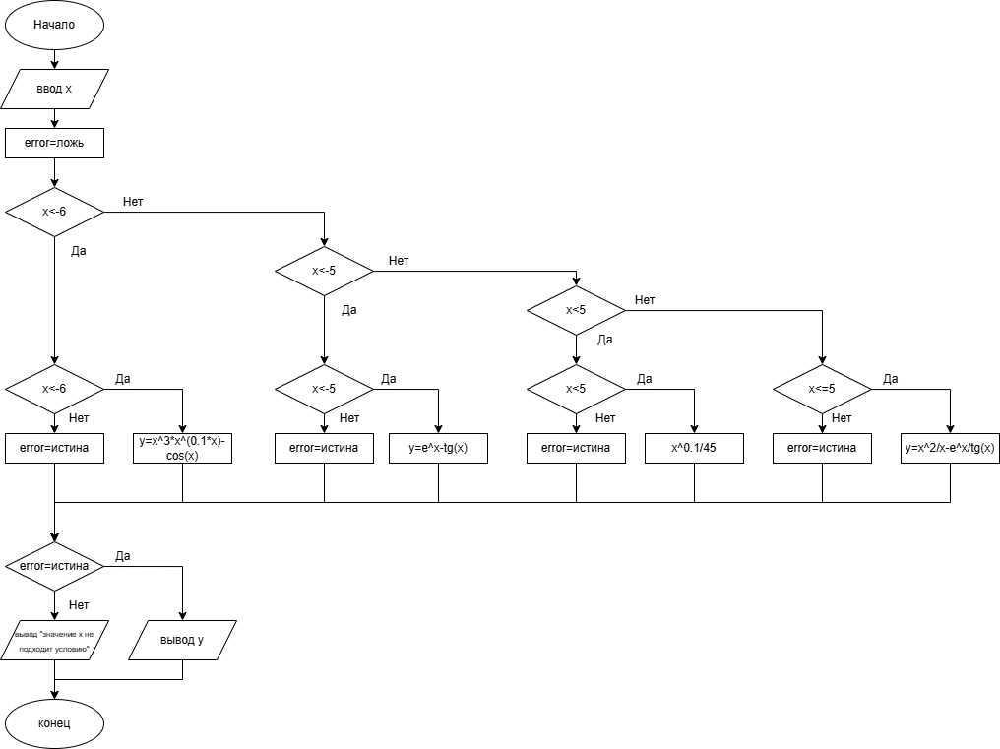 Начало
ввод x
error=ложь
x<-6
Нет
Да
x<-5
Нет
Да
x<5
Нет
Да
x<-6
Да
Нет
x<-5
Да
Нет
x<5
Да
Нет
x<=5
Да
Нет
error=истина
y=x^3*x^(0.1*x)-
cos(x)
error=истина
y=e^x-tg(x)
error=истина
x^0.1/45
error=истина
y=x^2/x-e^x/tg(x)
error=истина
Да
Нет
вывод "значение x не
подходит условию"
вывод y
конец